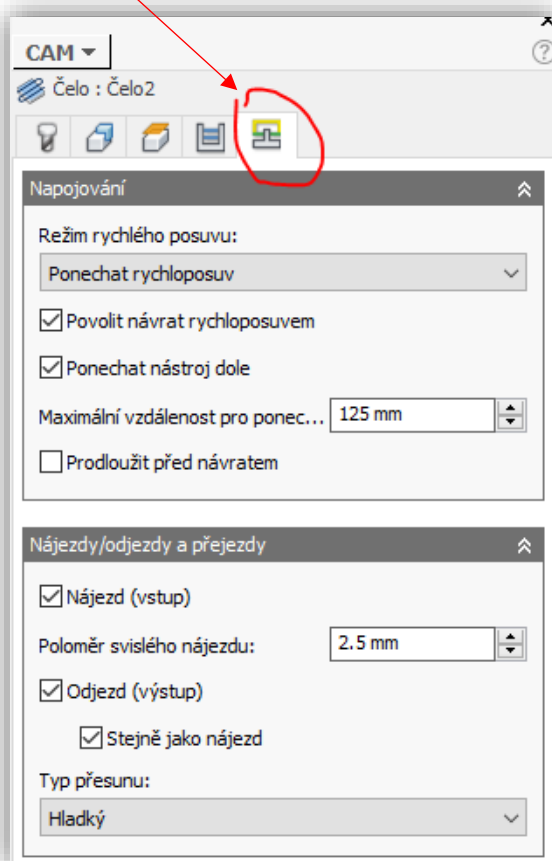 CAM
Čelo : Čelo2
Napojování
Režim rychlého posuvu:
Ponechat rychloposuv
Povolit návrat rychloposuvem
Ponechat nástroj dole
Maximální vzdálenost pro ponec... 125 mm
Prodloužit před návratem
Nájezdy/odjezdy a přejezdy
Nájezd (vstup)
Poloměr svislého nájezdu: 2.5 mm
Odjezd (výstup)
Stejně jako nájezd
Typ přesunu:
Hladký